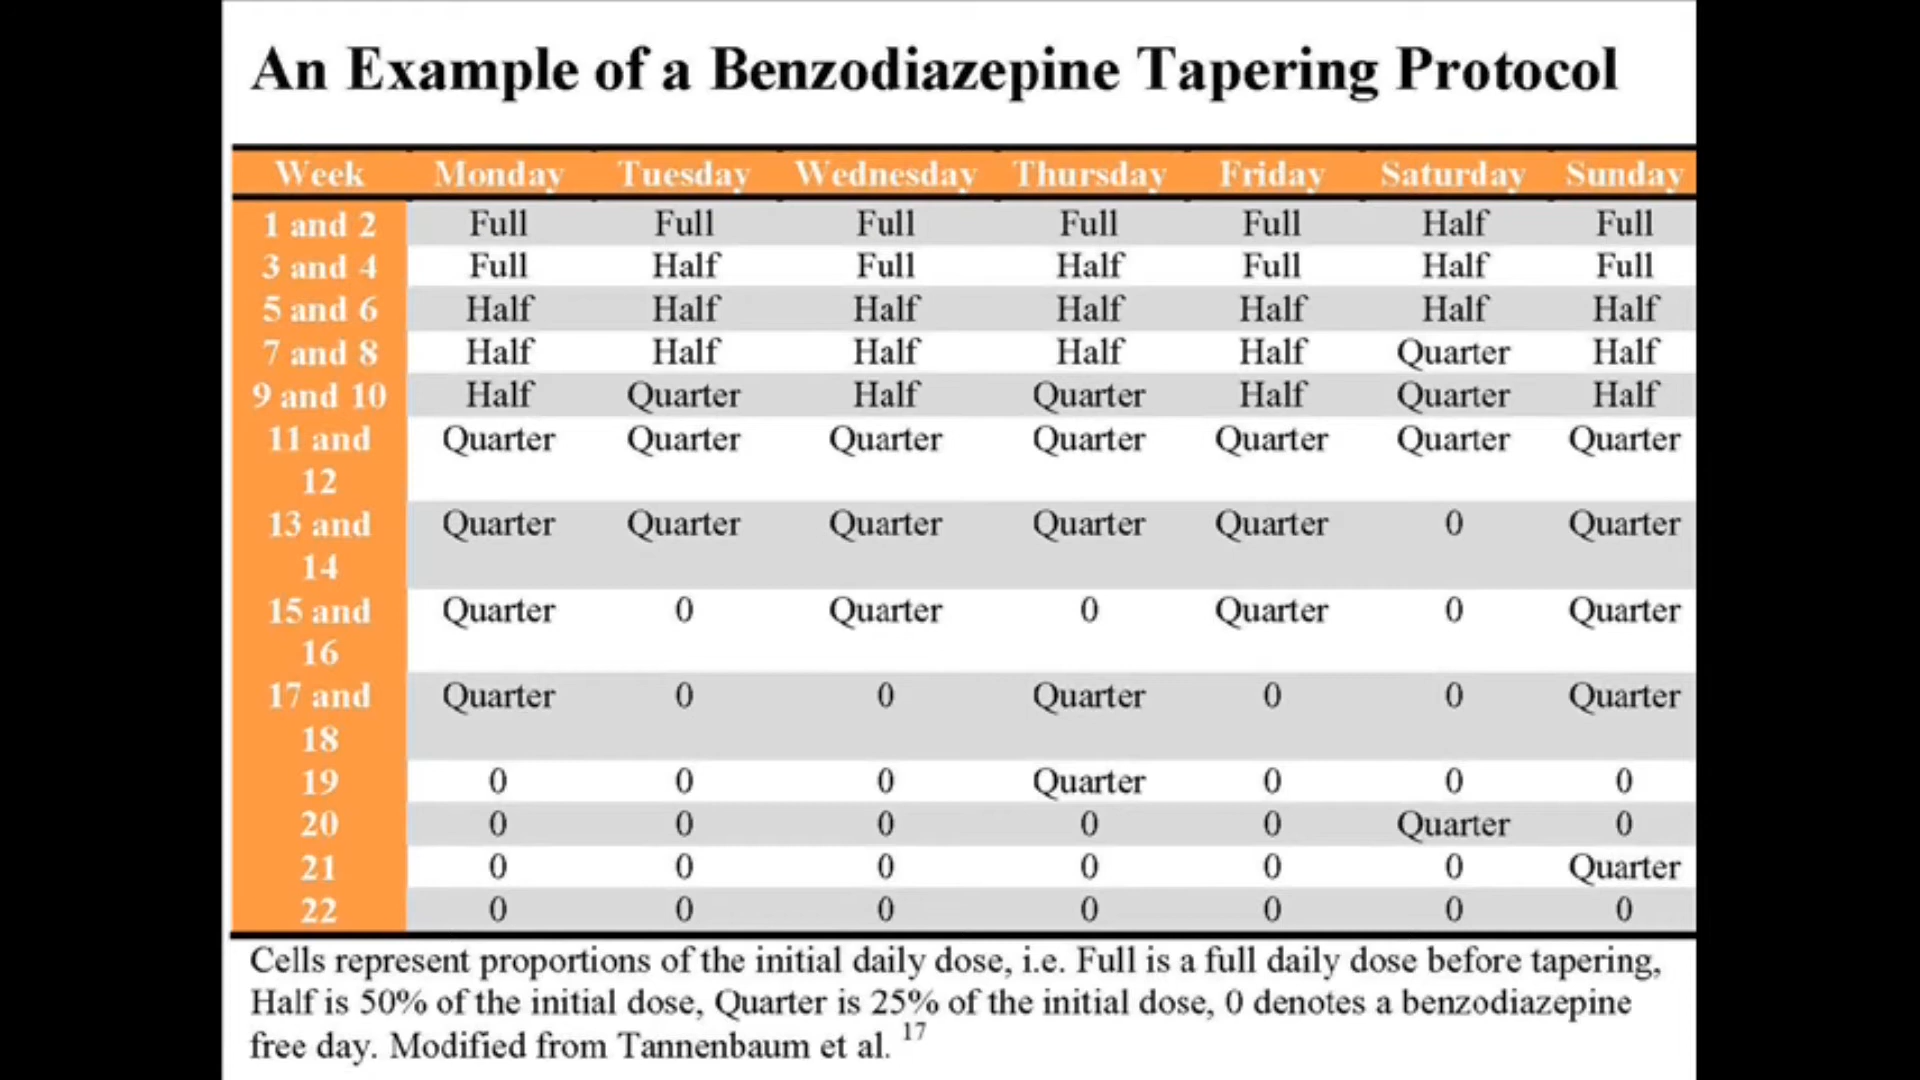 An Example of a Benzodiazepine Tapering Protocol
Week Monday Tuesday Wednesday Thursday Friday Saturday Sunday
1 and 2 Full Full Full Full Full Half Full
3 and 4 Full Half Full Half Full Half Full
5 and 6 Half Half Half Half Half Half Half
7 and 8 Half Half Half Half Half Quarter Half
9 and 10 Half Quarter Half Quarter Half Quarter Half
11 and Quarter Quarter Quarter Quarter Quarter Quarter Quarter
12
13 and Quarter Quarter Quarter Quarter Quarter 0 Quarter
14
15 and Quarter 0 Quarter 0 Quarter 0 Quarter
16
17 and Quarter 0 0 Quarter 0 0 Quarter
18
19 0 0 0 Quarter 0 0 0
20 0 0 0 0 0 Quarter 0
21 0 0 0 0 0 0 Quarter
22 0 0 0 0 0 0 0
Cells represent proportions of the initial daily dose, i.e. Full is a full daily dose before tapering,
Half is 50% of the initial dose, Quarter is 25% of the initial dose, 0 denotes a benzodiazepine
free day. Modified from Tannenbaum et al. 17